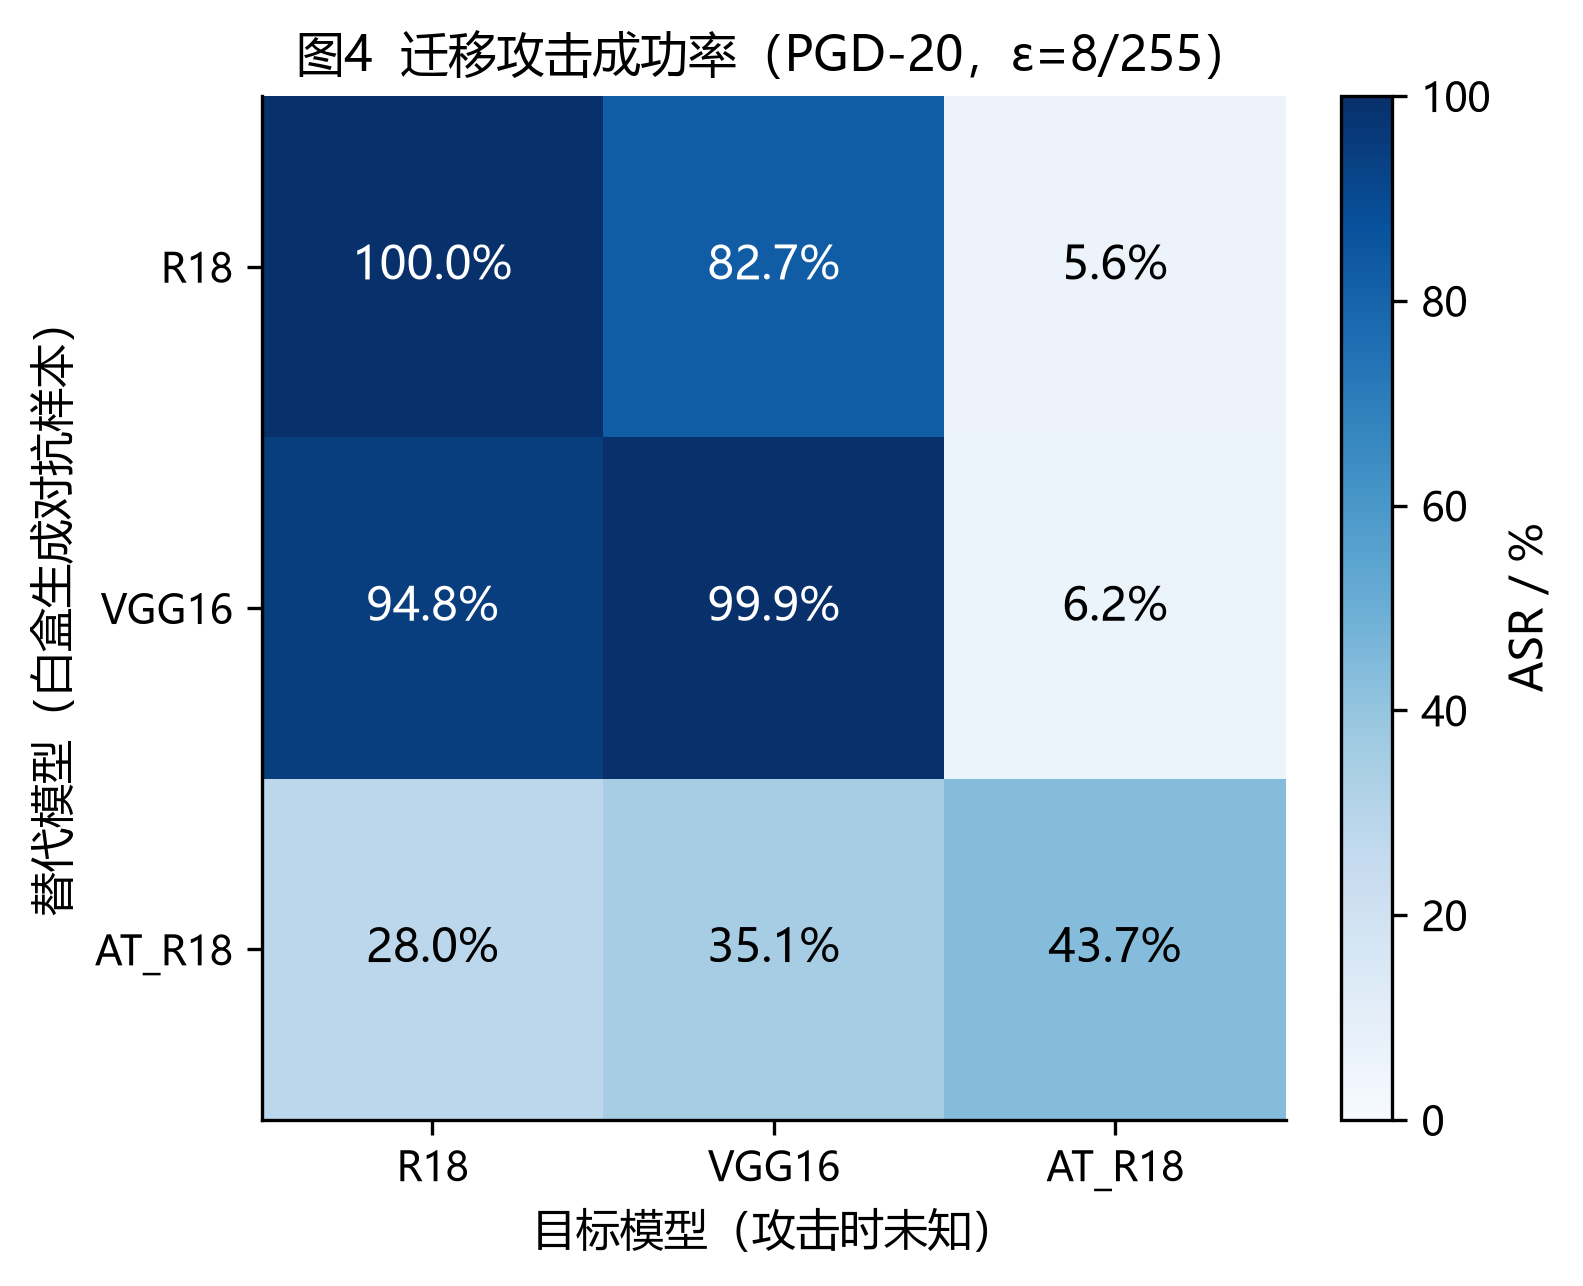 图4 迁移攻击成功率（PGD-20，ε=8/255）
替代模型（白盒生成对抗样本）
R18
100.0%
82.7%
5.6%
VGG16
94.8%
99.9%
6.2%
AT_R18
28.0%
35.1%
43.7%
R18
VGG16
AT_R18
目标模型（攻击时未知）
100
80
60
40
20
0
ASR / %